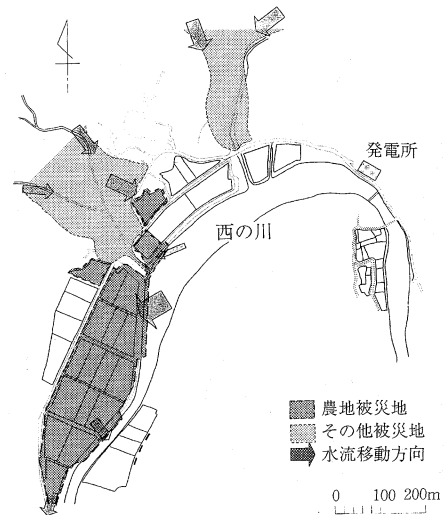 発電所
西の川
農地被災地
その他被災地
水流移動方向
0 100 200m